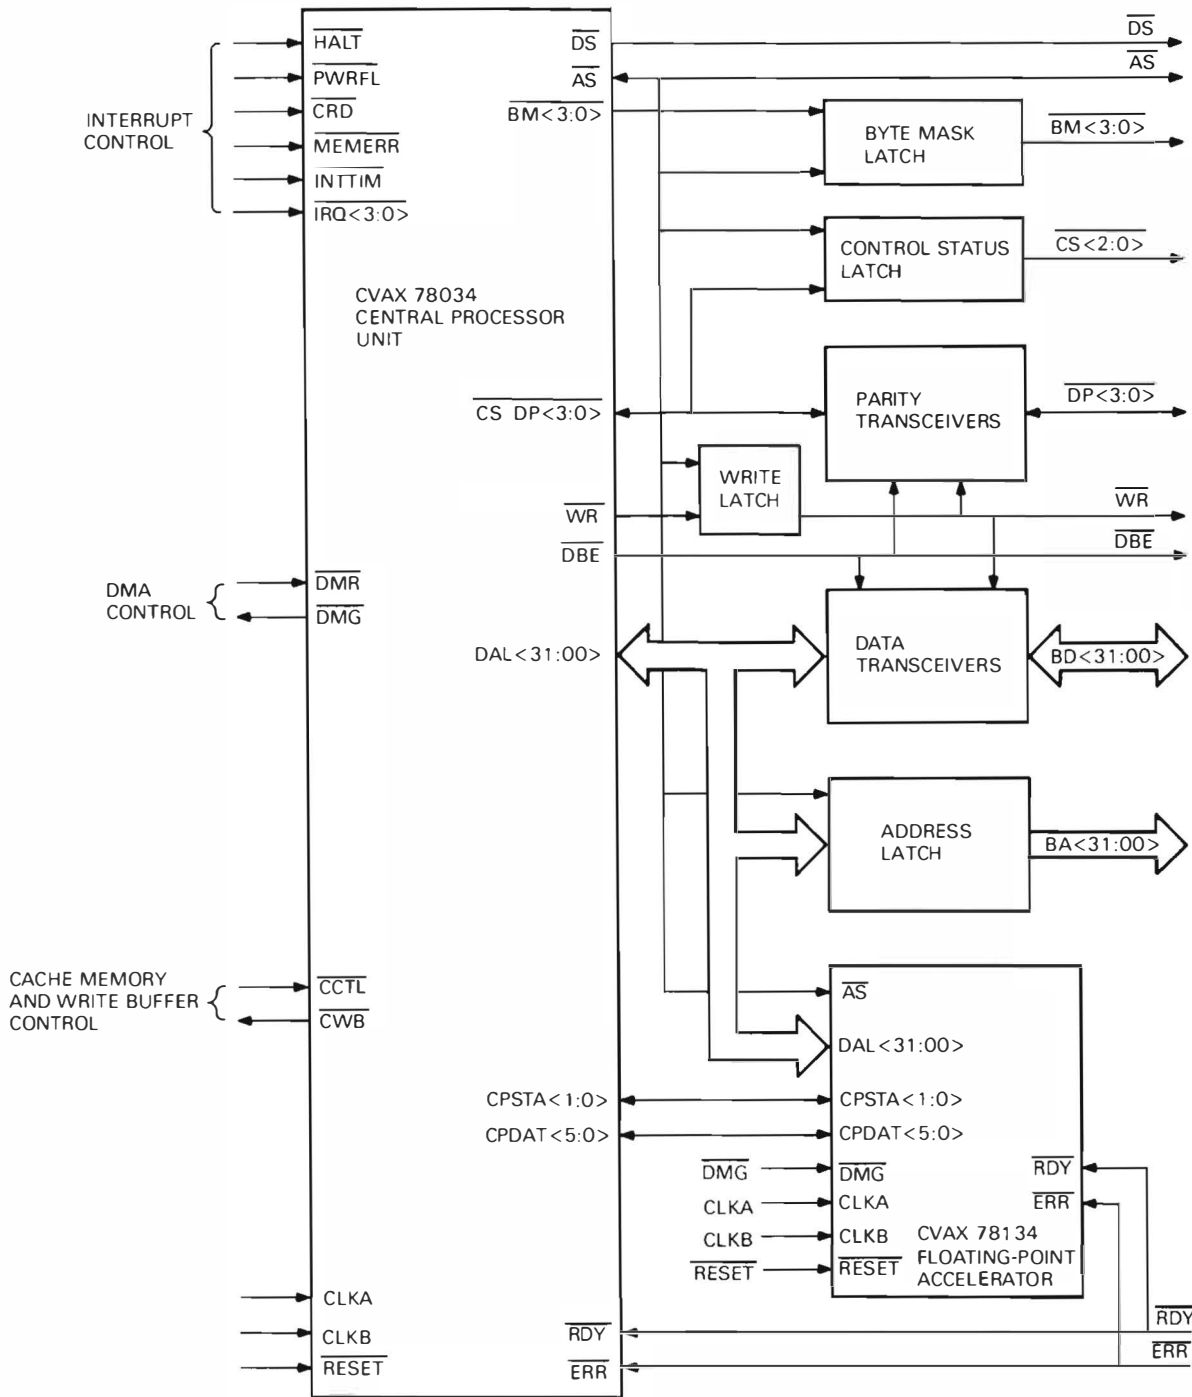 HALT
PWRFL
CRD
MEMERR
INTTIM
IRQ<3:0>
INTERRUPT
CONTROL
CVAX 78034
CENTRAL PROCESSOR
UNIT
DS
AS
BM<3:0>
DS
AS
BYTE MASK
LATCH
BM<3:0>
CONTROL STATUS
LATCH
CS<2:0>
CS DP<3:0>
PARITY
TRANSCEIVERS
DP<3:0>
WRITE
LATCH
WR
DBE
WR
DBE
DMA
CONTROL
DMR
DMG
DAL<31:00>
DATA
TRANSCEIVERS
BD<31:00>
ADDRESS
LATCH
BA<31:00>
CACHE MEMORY
AND WRITE BUFFER
CONTROL
CCTL
CWB
AS
DAL<31:00>
CPSTA<1:0>
CPDAT<5:0>
CPSTA<1:0>
CPDAT<5:0>
DMG
CLKA
CLKB
RESET
DMG
CLKA
CLKB
RESET
RDY
ERR
CVAX 78134
FLOATING-POINT
ACCELERATOR
CLKA
CLKB
RESET
RDY
ERR
RDY
ERR